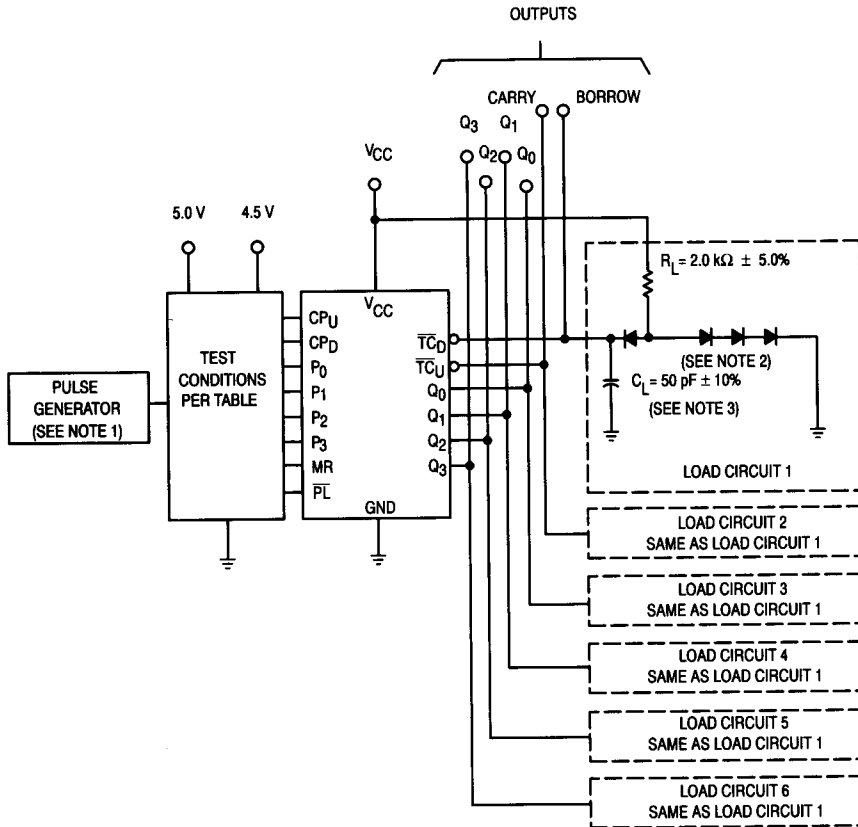 OUTPUTS
CARRY BORROW
Q3 Q1
Q2 Q0
VCC
5.0 V 4.5 V
RL = 2.0 kΩ ± 5.0%
VCC
CPU
CPD
P0
P1
P2
P3
MR
PL
TCD
TCU
Q0
Q1
Q2
Q3
GND
TEST
CONDITIONS
PER TABLE
PULSE
GENERATOR
(SEE NOTE 1)
(SEE NOTE 2)
CL = 50 pF ± 10%
(SEE NOTE 3)
LOAD CIRCUIT 1
LOAD CIRCUIT 2
SAME AS LOAD CIRCUIT 1
LOAD CIRCUIT 3
SAME AS LOAD CIRCUIT 1
LOAD CIRCUIT 4
SAME AS LOAD CIRCUIT 1
LOAD CIRCUIT 5
SAME AS LOAD CIRCUIT 1
LOAD CIRCUIT 6
SAME AS LOAD CIRCUIT 1